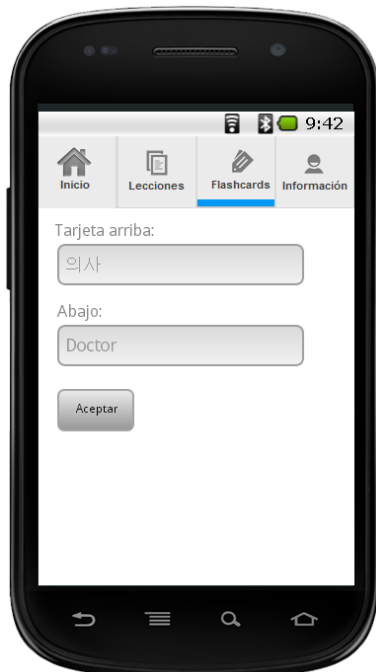 9:42
Inicio
Lecciones
Flashcards
Información
Tarjeta arriba:
의사
Abajo:
Doctor
Aceptar